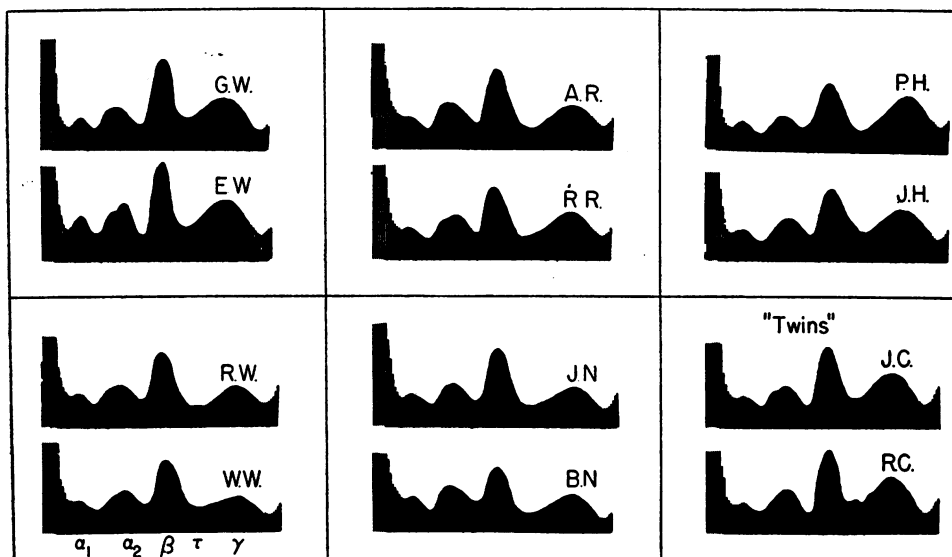 G.W.
E W
A.R.
Ŕ R.
P.H.
J.H.
R.W.
W.W.
α₁ α₂ β τ γ
J.N
B.N
"Twins"
J.C.
R.C.